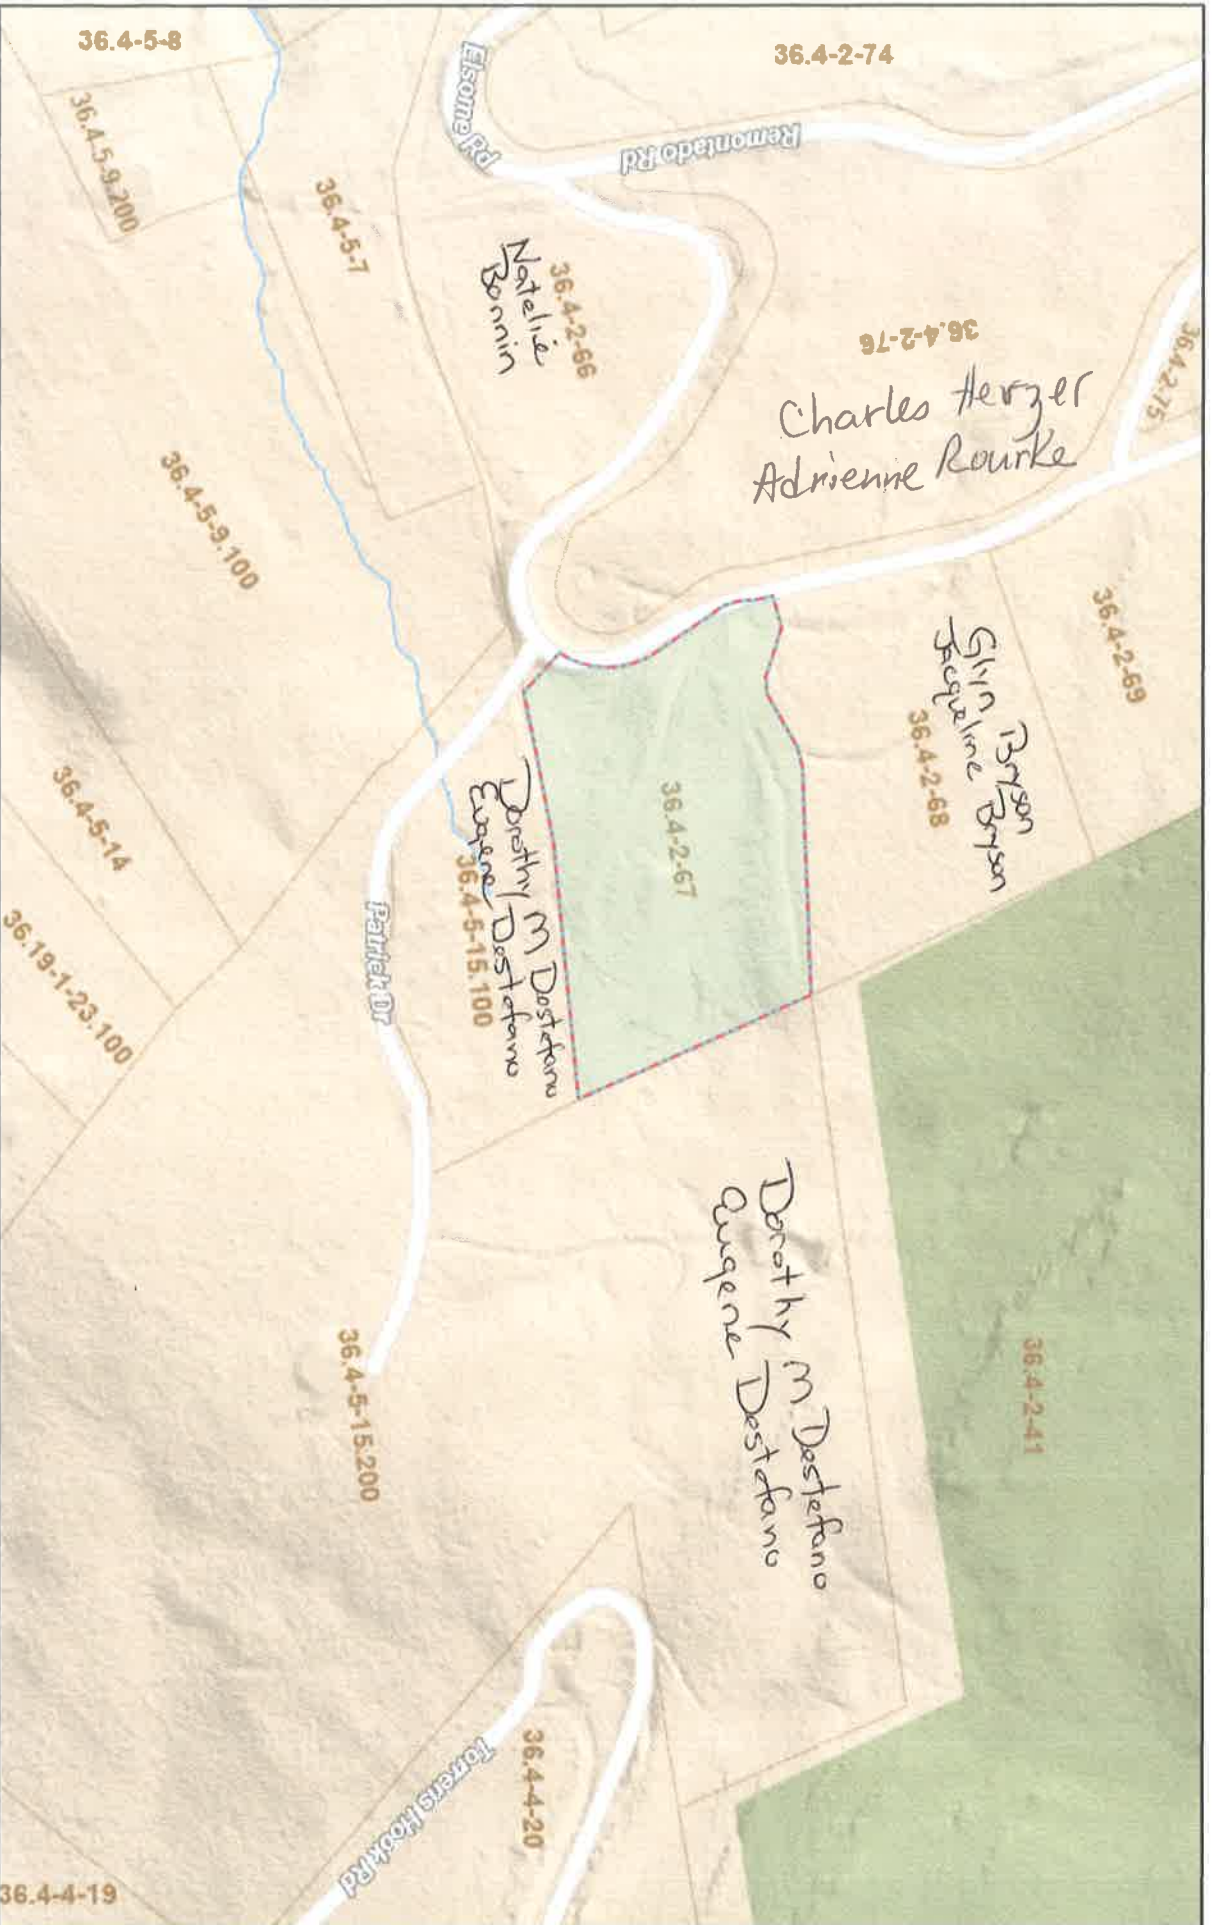 36.4-5-8
36.4-2-74
36.4-5-9.200
Elsome Rd
Remontado Rd
36.4-5-7
36.4-2-66
Natelie
Bonnin
36.4-2-76
36.4-2-75
Charles Herzer
Adrienne Rourke
36.4-5-9.100
36.4-2-69
Glyn Bryson
Jacqueline Bryson
36.4-2-68
36.4-2-67
Dorothy M Destefano
Eugene Destefano
36.4-5-15.100
36.4-5-14
36.19-1-23.100
Patrick Dr
Dorothy M. Destefano
Eugene Destefano
36.4-2-41
36.4-5-15.200
36.4-4-20
Torrens Hook Rd
36.4-4-19